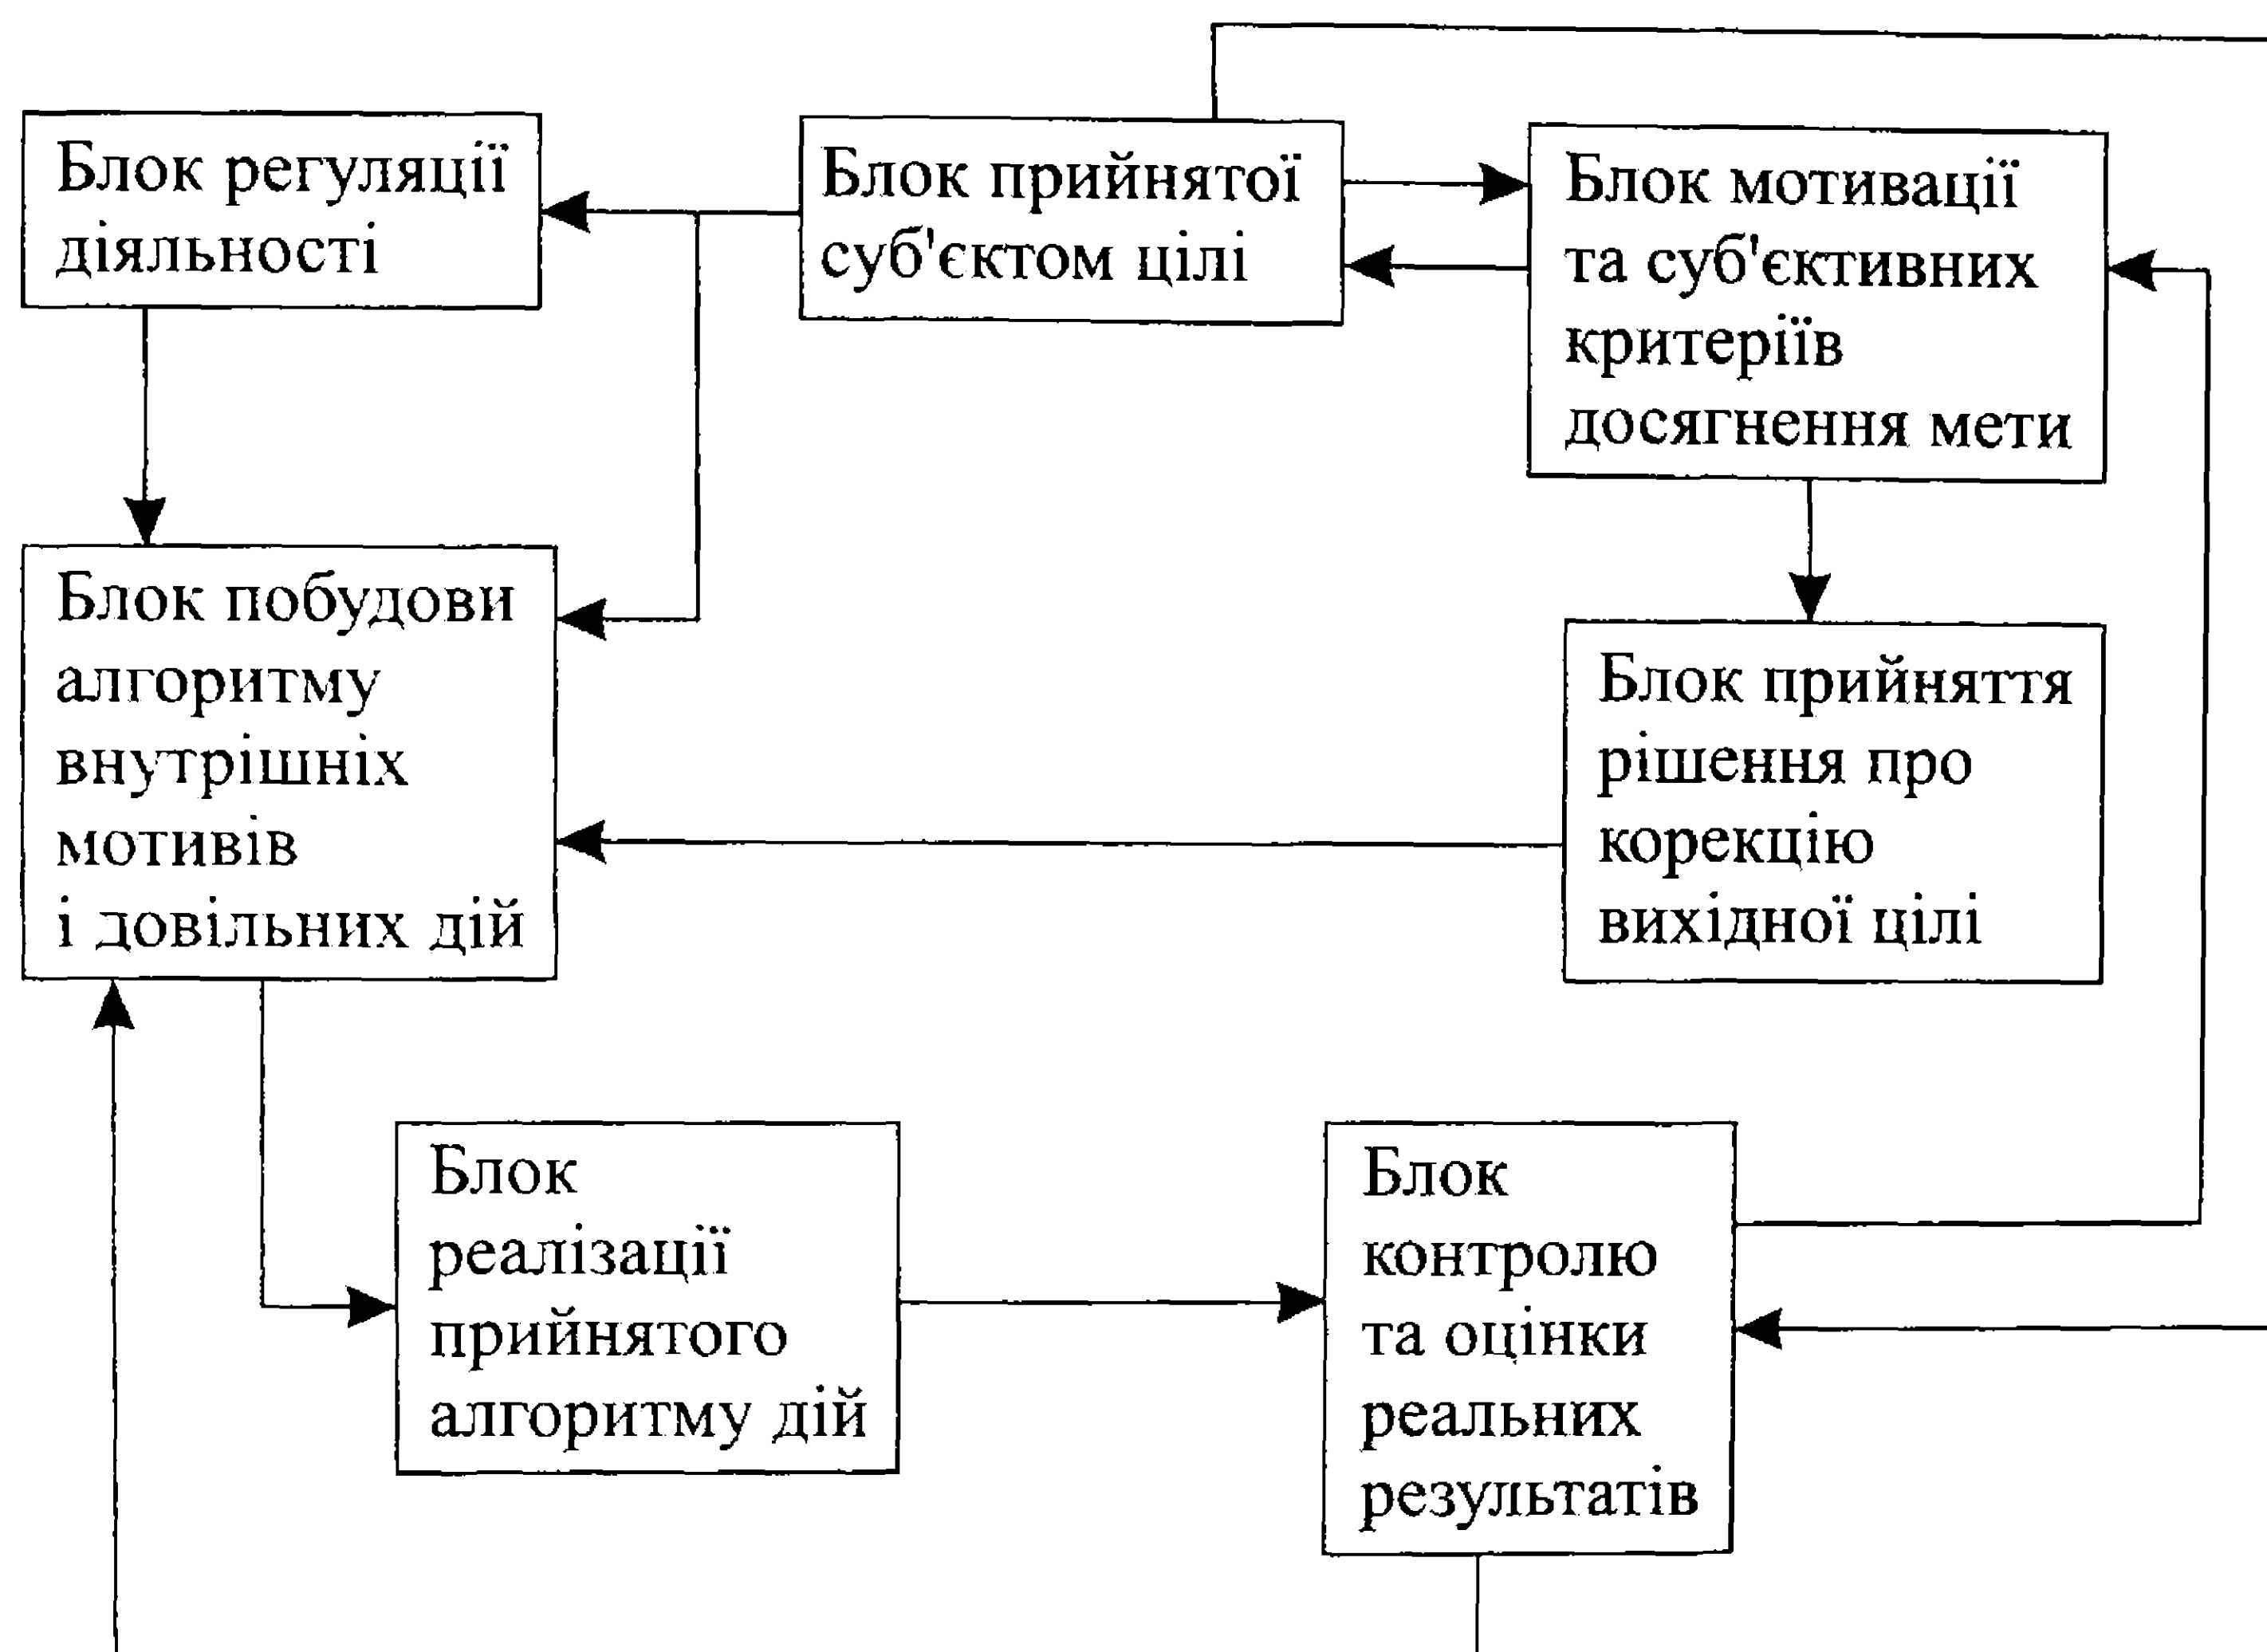 Блок регуляції
діяльності
Блок прийнятої
суб'єктом цілі
Блок мотивації
та суб'єктивних
критеріїв
досягнення мети
Блок побудови
алгоритму
внутрішніх
мотивів
і довільних дій
Блок прийняття
рішення про
корекцію
вихідної цілі
Блок
реалізації
прийнятого
алгоритму дій
Блок
контролю
та оцінки
реальних
результатів